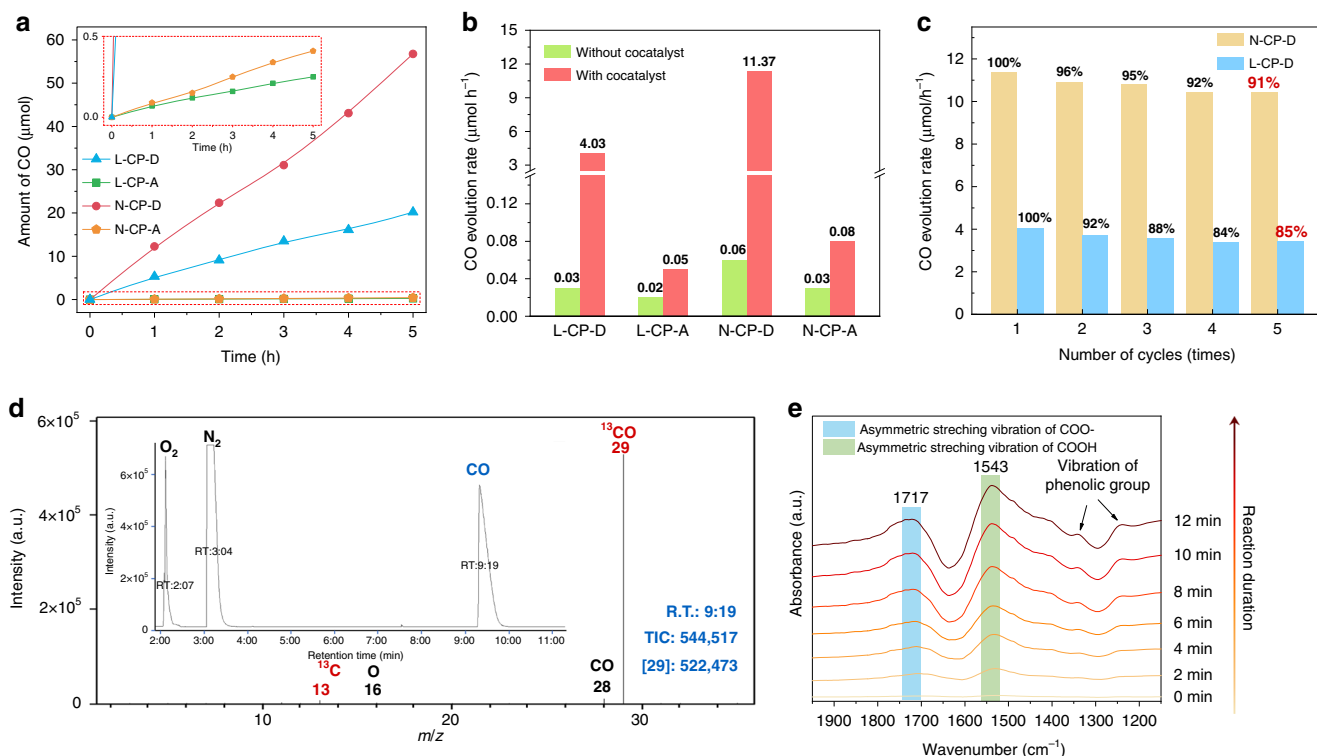 a
60
50
40
30
20
10
0
Amount of CO (μmol)
0.5
0.0
0 1 2 3 4 5
Time (h)
L-CP-D
L-CP-A
N-CP-D
N-CP-A
0 1 2 3 4 5
Time (h)
b
15
12
9
6
3
0.12
0.08
0.04
0.00
CO evolution rate (μmol h⁻¹)
Without cocatalyst
With cocatalyst
4.03
0.03
0.02
0.05
0.06
11.37
0.03
0.08
L-CP-D L-CP-A N-CP-D N-CP-A
c
14
12
10
8
6
4
2
0
CO evolution rate (μmol/h⁻¹)
N-CP-D
L-CP-D
100% 96% 95% 92% 91%
100% 92% 88% 84% 85%
1 2 3 4 5
Number of cycles (times)
d
6×10⁵
4×10⁵
2×10⁵
0
Intensity (a.u.)
O₂
N₂
CO
6×10⁵
4×10⁵
2×10⁵
0
Intensity (a.u.)
RT:2:07
RT:3:04
RT:9:19
2:00 3:00 4:00 5:00 6:00 7:00 8:00 9:00 10:00 11:00
Retention time (min)
¹³CO
29
R.T.: 9:19
TIC: 544,517
[29]: 522,473
¹³C
13
O
16
CO
28
10 20 30
m/z
e
Asymmetric streching vibration of COO-
Asymmetric streching vibration of COOH
1717
1543
Vibration of
phenolic group
Absorbance (a.u.)
12 min
10 min
8 min
6 min
4 min
2 min
0 min
Reaction duration
1900 1800 1700 1600 1500 1400 1300 1200
Wavenumber (cm⁻¹)